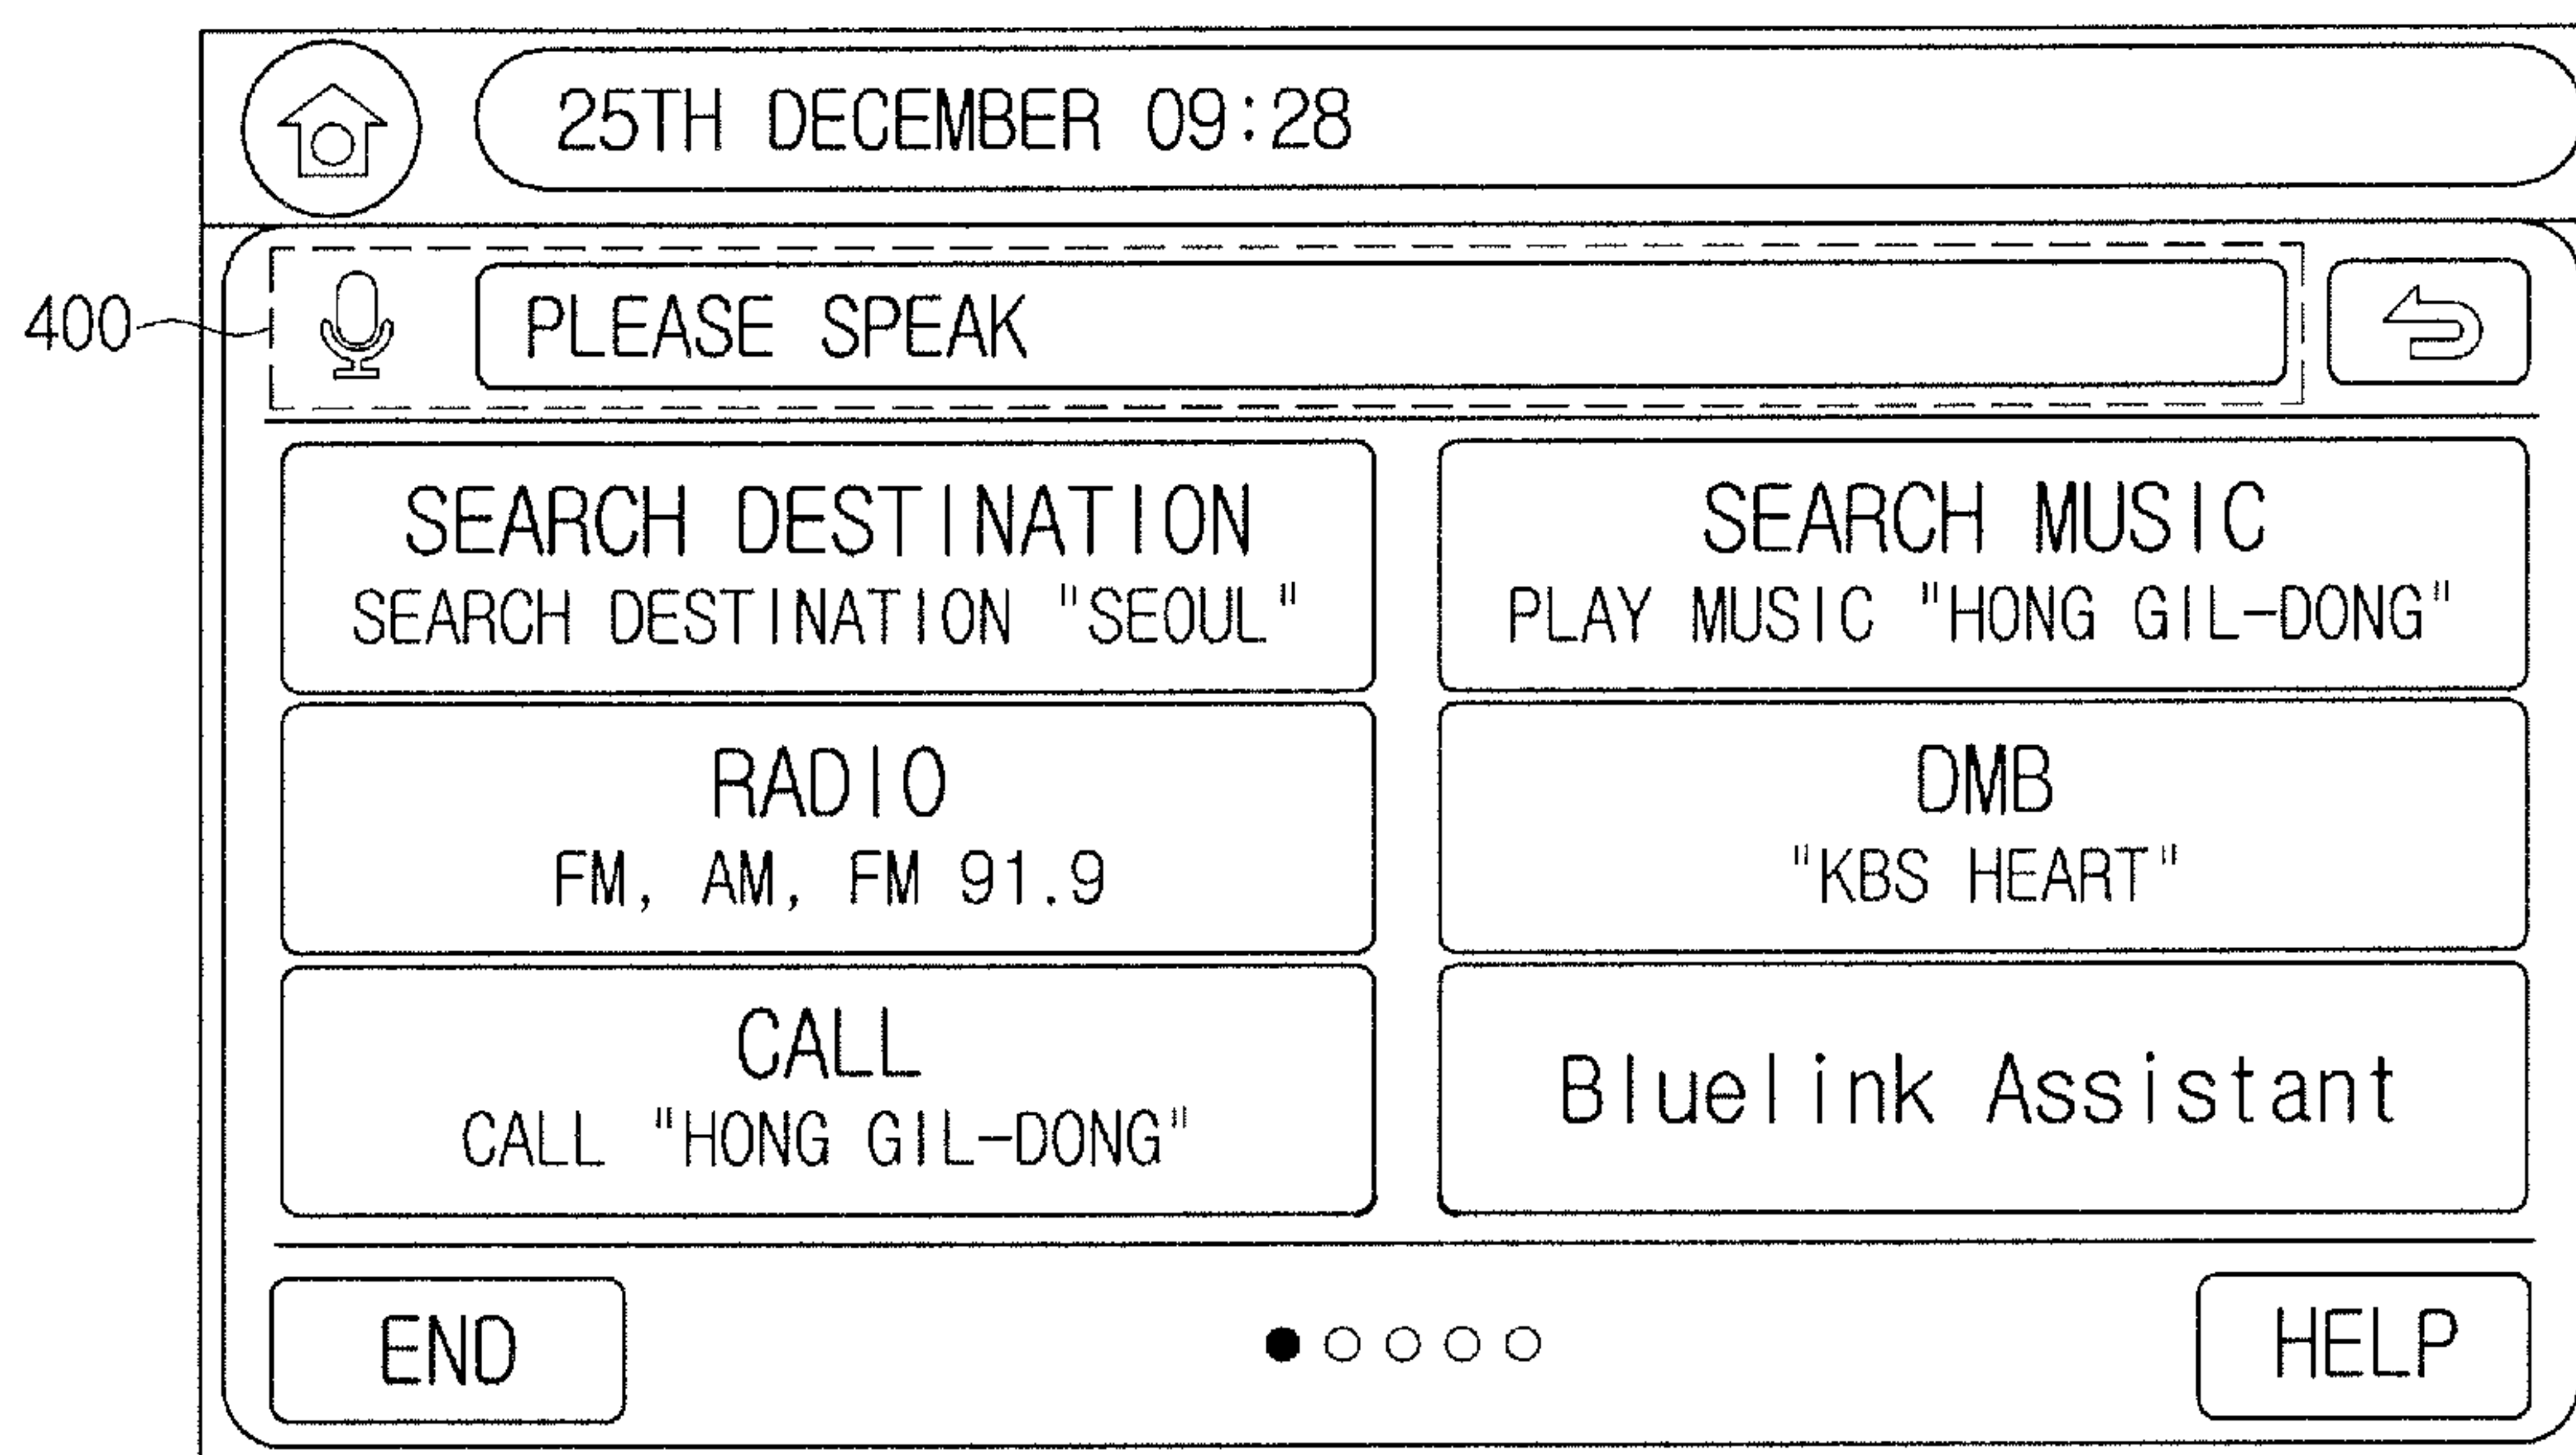 25TH DECEMBER 09:28
400
PLEASE SPEAK
SEARCH DESTINATION
SEARCH DESTINATION "SEOUL"
SEARCH MUSIC
PLAY MUSIC "HONG GIL-DONG"
RADIO
FM, AM, FM 91.9
DMB
"KBS HEART"
CALL
CALL "HONG GIL-DONG"
Bluelink Assistant
END
HELP